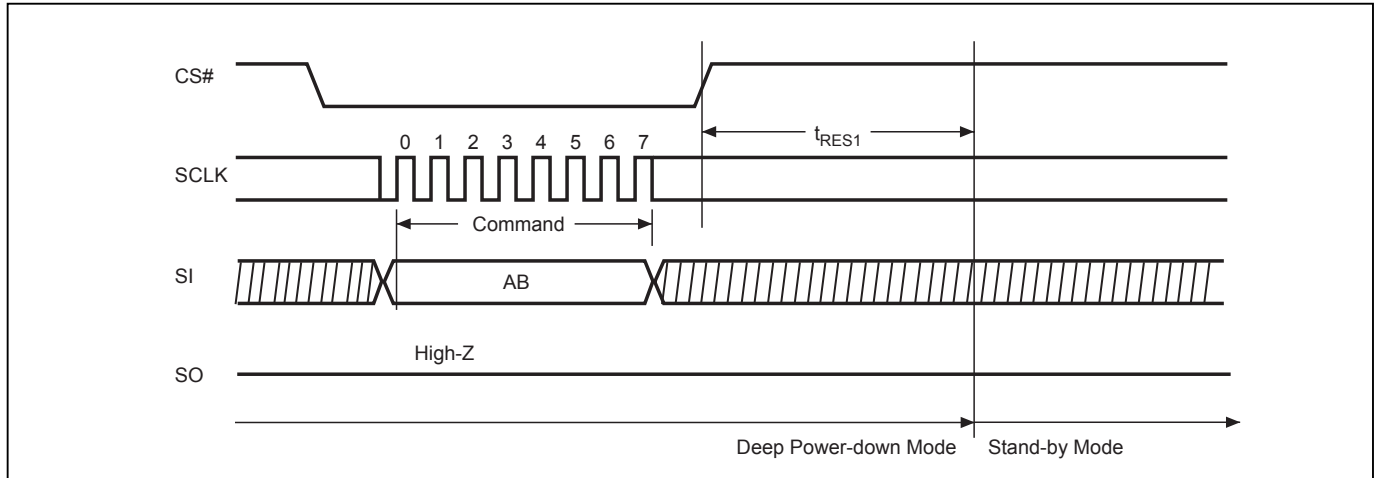 CS#
tRES1
0 1 2 3 4 5 6 7
SCLK
Command
SI
AB
High-Z
SO
Deep Power-down Mode Stand-by Mode